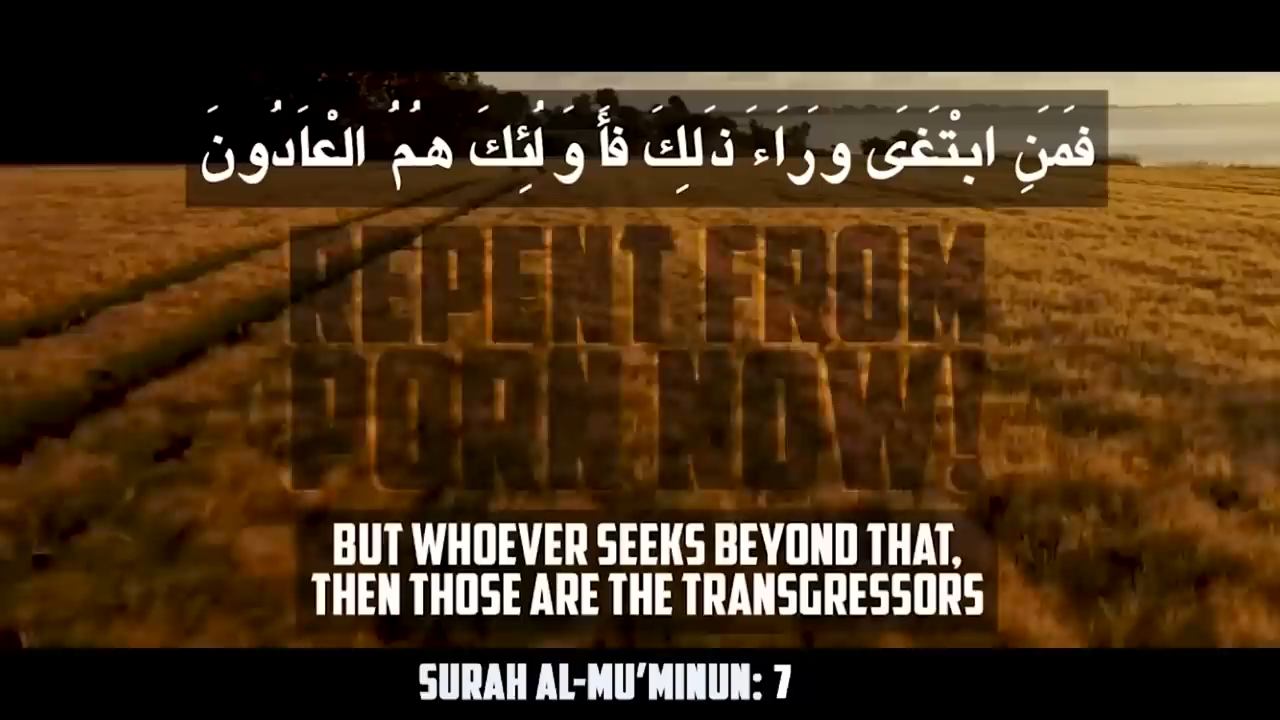 فَمَنِ ابْتَغَى وَرَاءَ ذَلِكَ فَأُولَئِكَ هُمُ الْعَادُونَ
REPENT FROM
PORN NOW!
BUT WHOEVER SEEKS BEYOND THAT,
THEN THOSE ARE THE TRANSGRESSORS
SURAH AL-MU'MINUN: 7